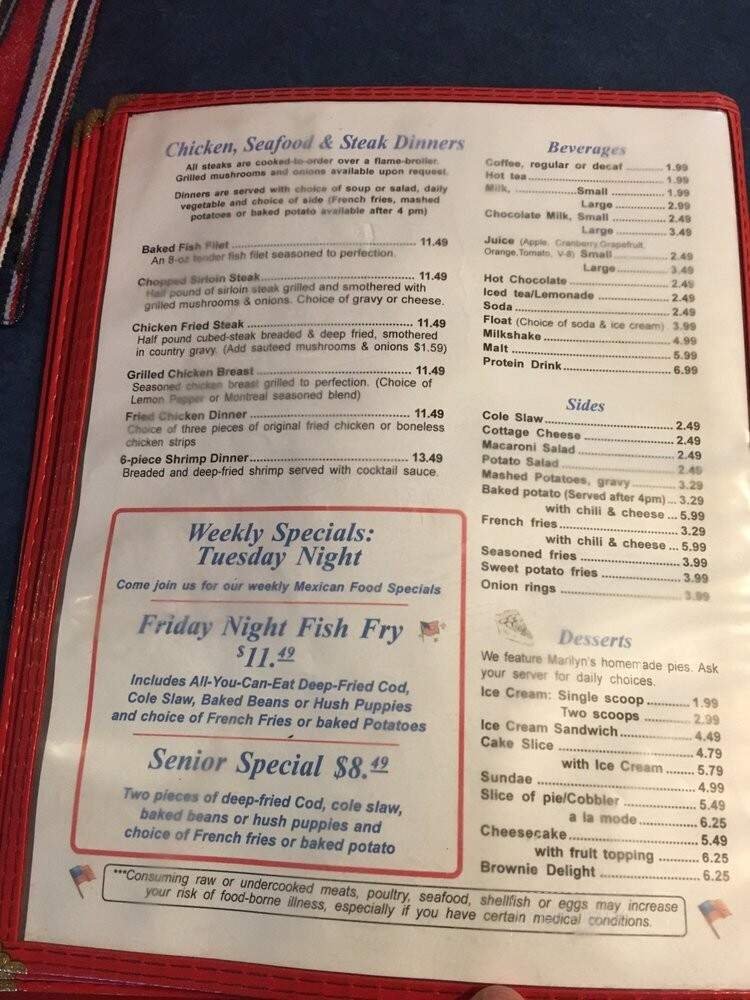 Chicken, Seafood & Steak Dinners
All steaks are cooked-to-order over a flame-broiler.
Grilled mushrooms and onions available upon request.
Dinners are served with choice of soup or salad, daily
vegetable and choice of side (French fries, mashed
potatoes or baked potato available after 4 pm)
Baked Fish Filet ........ 11.49
An 8-oz tender fish filet seasoned to perfection.
Chopped Sirloin Steak........ 11.49
Half pound of sirloin steak grilled and smothered with
grilled mushrooms & onions. Choice of gravy or cheese.
Chicken Fried Steak ........ 11.49
Half pound cubed-steak breaded & deep fried, smothered
in country gravy. (Add sauteed mushrooms & onions $1.59)
Grilled Chicken Breast ........ 11.49
Seasoned chicken breast grilled to perfection. (Choice of
Lemon Pepper or Montreal seasoned blend)
Fried Chicken Dinner ........ 11.49
Choice of three pieces of original fried chicken or boneless
chicken strips
6-piece Shrimp Dinner........ 13.49
Breaded and deep-fried shrimp served with cocktail sauce.
Weekly Specials:
Tuesday Night
Come join us for our weekly Mexican Food Specials
Friday Night Fish Fry
$11.49
Includes All-You-Can-Eat Deep-Fried Cod,
Cole Slaw, Baked Beans or Hush Puppies
and choice of French Fries or baked Potatoes
Senior Special $8.49
Two pieces of deep-fried Cod, cole slaw,
baked beans or hush puppies and
choice of French fries or baked potato
Beverages
Coffee, regular or decaf ........ 1.99
Hot tea ........ 1.99
Milk, ........Small ........ 1.99
Large ........ 2.99
Chocolate Milk, Small ........ 2.49
Large ........ 3.49
Juice (Apple, Cranberry,Grapefruit,
Orange,Tomato, V-8) Small ........ 2.49
Large........ 3.49
Hot Chocolate ........ 2.49
Iced tea/Lemonade ........ 2.49
Soda ........ 2.49
Float (Choice of soda & ice cream) 3.99
Milkshake ........ 4.99
Malt ........ 5.99
Protein Drink........ 6.99
Sides
Cole Slaw........ 2.49
Cottage Cheese ........ 2.49
Macaroni Salad ........ 2.49
Potato Salad ........ 2.49
Mashed Potatoes, gravy........ 3.29
Baked potato (Served after 4pm) ... 3.29
with chili & cheese ... 5.99
French fries........ 3.29
with chili & cheese ... 5.99
Seasoned fries ........ 3.99
Sweet potato fries ........ 3.99
Onion rings ........ 3.99
Desserts
We feature Marilyn's homemade pies. Ask
your server for daily choices.
Ice Cream: Single scoop........ 1.99
Two scoops ........ 2.99
Ice Cream Sandwich........ 4.49
Cake Slice ........ 4.79
with Ice Cream ....... 5.79
Sundae ........ 4.99
Slice of pie/Cobbler ........ 5.49
a la mode........ 6.25
Cheesecake........ 5.49
with fruit topping ........ 6.25
Brownie Delight ........ 6.25
***Consuming raw or undercooked meats, poultry, seafood, shellfish or eggs may increase
your risk of food-borne illness, especially if you have certain medical conditions.